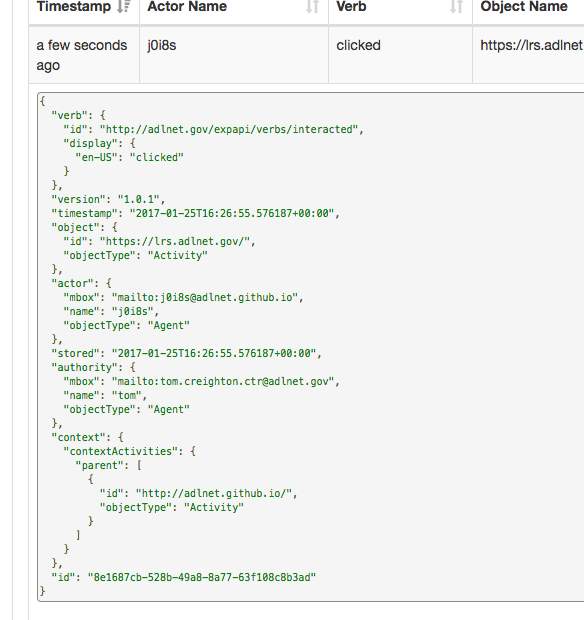 Timestamp Actor Name Verb Object Name
a few seconds ago j0i8s clicked https://lrs.adlnet
{
  "verb": {
    "id": "http://adlnet.gov/expapi/verbs/interacted",
    "display": {
      "en-US": "clicked"
    }
  },
  "version": "1.0.1",
  "timestamp": "2017-01-25T16:26:55.576187+00:00",
  "object": {
    "id": "https://lrs.adlnet.gov/",
    "objectType": "Activity"
  },
  "actor": {
    "mbox": "mailto:j0i8s@adlnet.github.io",
    "name": "j0i8s",
    "objectType": "Agent"
  },
  "stored": "2017-01-25T16:26:55.576187+00:00",
  "authority": {
    "mbox": "mailto:tom.creighton.ctr@adlnet.gov",
    "name": "tom",
    "objectType": "Agent"
  },
  "context": {
    "contextActivities": {
      "parent": [
        {
          "id": "http://adlnet.github.io/",
          "objectType": "Activity"
        }
      ]
    }
  },
  "id": "8e1687cb-528b-49a8-8a77-63f108c8b3ad"
}